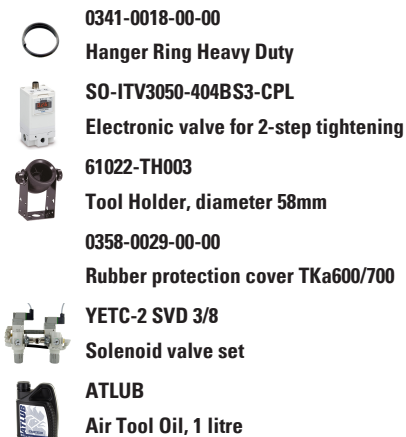 0341-0018-00-00
Hanger Ring Heavy Duty
SO-ITV3050-404BS3-CPL
Electronic valve for 2-step tightening
61022-TH003
Tool Holder, diameter 58mm
0358-0029-00-00
Rubber protection cover TKa600/700
YETC-2 SVD 3/8
Solenoid valve set
ATLUB
ATLUB
Air Tool Oil, 1 litre